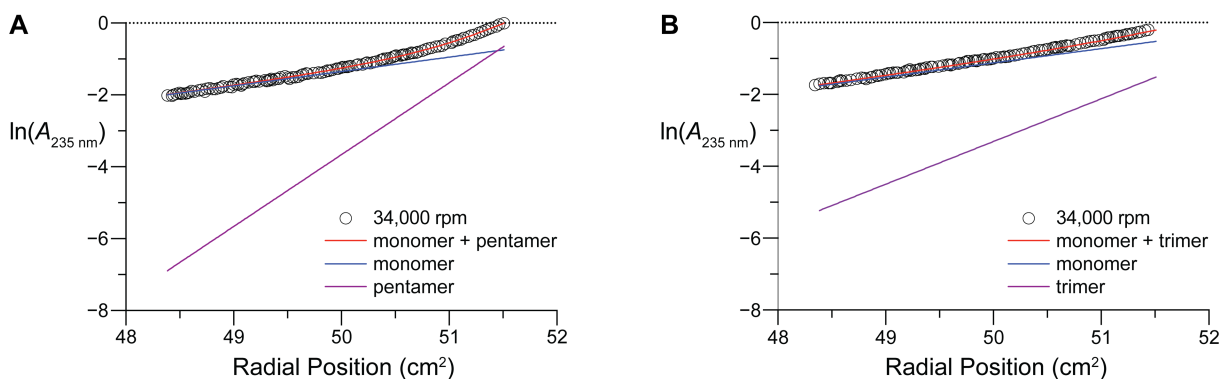 A
0
−2
−4
−6
−8
ln(A235 nm)
34,000 rpm
monomer + pentamer
monomer
pentamer
48 49 50 51 52
Radial Position (cm²)
B
0
−2
−4
−6
−8
ln(A235 nm)
34,000 rpm
monomer + trimer
monomer
trimer
48 49 50 51 52
Radial Position (cm²)